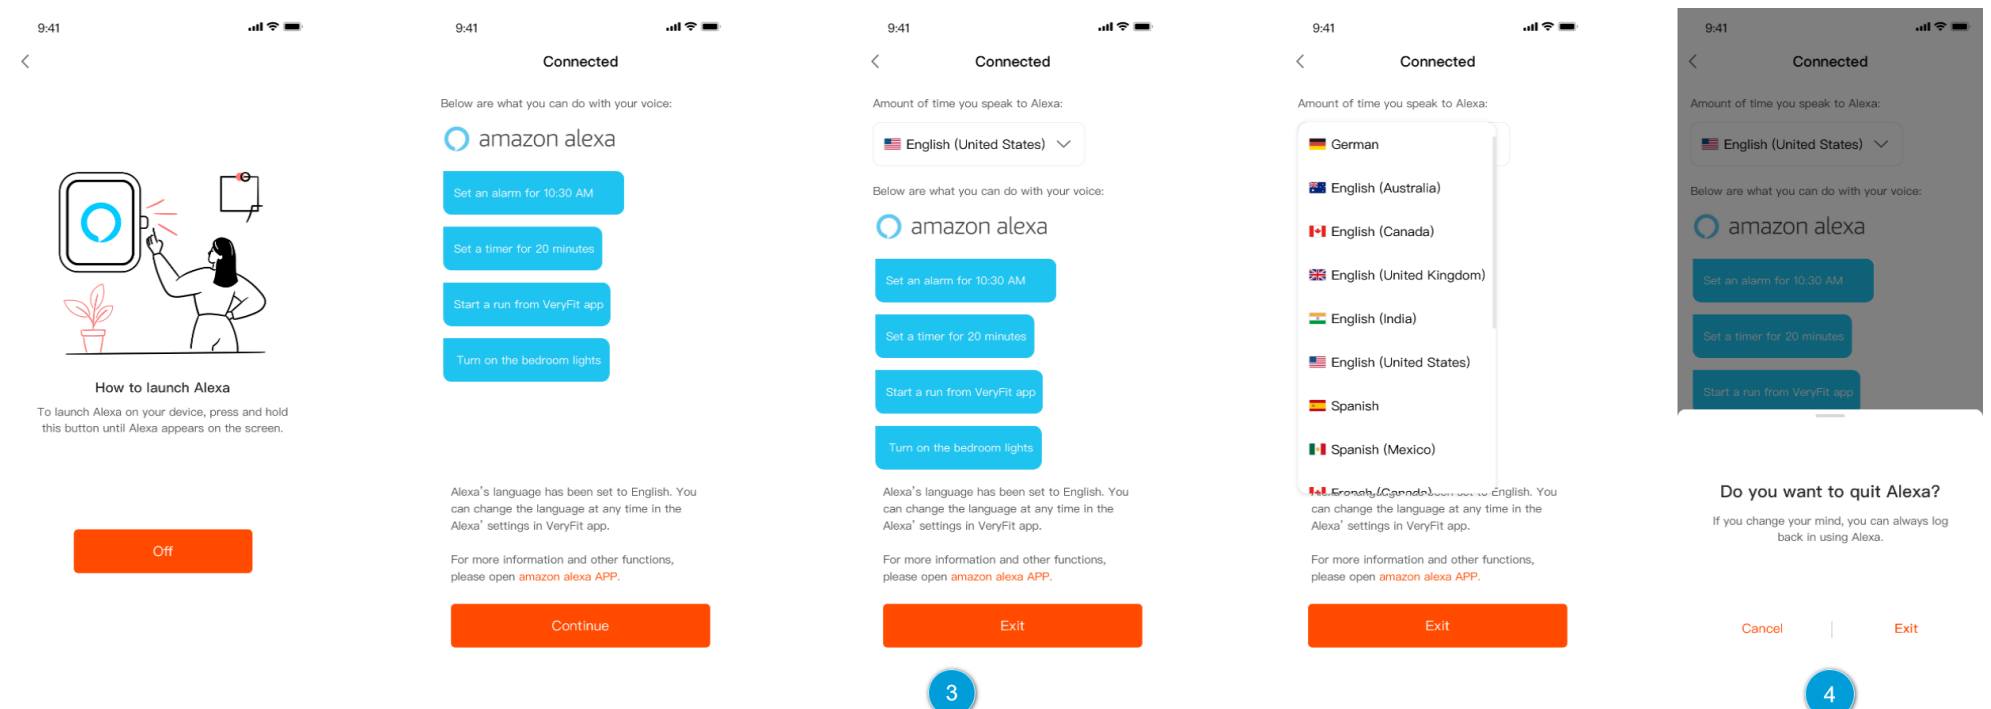 9:41
How to launch Alexa
To launch Alexa on your device, press and hold
this button until Alexa appears on the screen.
Off
9:41
Connected
Below are what you can do with your voice:
amazon alexa
Set an alarm for 10:30 AM
Set a timer for 20 minutes
Start a run from VeryFit app
Turn on the bedroom lights
Alexa's language has been set to English. You
can change the language at any time in the
Alexa' settings in VeryFit app.
For more information and other functions,
please open amazon alexa APP.
Continue
9:41
Connected
Amount of time you speak to Alexa:
English (United States)
Below are what you can do with your voice:
amazon alexa
Set an alarm for 10:30 AM
Set a timer for 20 minutes
Start a run from VeryFit app
Turn on the bedroom lights
Alexa's language has been set to English. You
can change the language at any time in the
Alexa' settings in VeryFit app.
For more information and other functions,
please open amazon alexa APP.
Exit
3
9:41
Connected
Amount of time you speak to Alexa:
German
English (Australia)
English (Canada)
English (United Kingdom)
English (India)
English (United States)
Spanish
Spanish (Mexico)
French (Canada)
set to English. You
can change the language at any time in the
Alexa' settings in VeryFit app.
For more information and other functions,
please open amazon alexa APP.
Exit
9:41
Connected
Amount of time you speak to Alexa:
English (United States)
Below are what you can do with your voice:
amazon alexa
Set an alarm for 10:30 AM
Set a timer for 20 minutes
Start a run from VeryFit app
Do you want to quit Alexa?
If you change your mind, you can always log
back in using Alexa.
Cancel
Exit
4